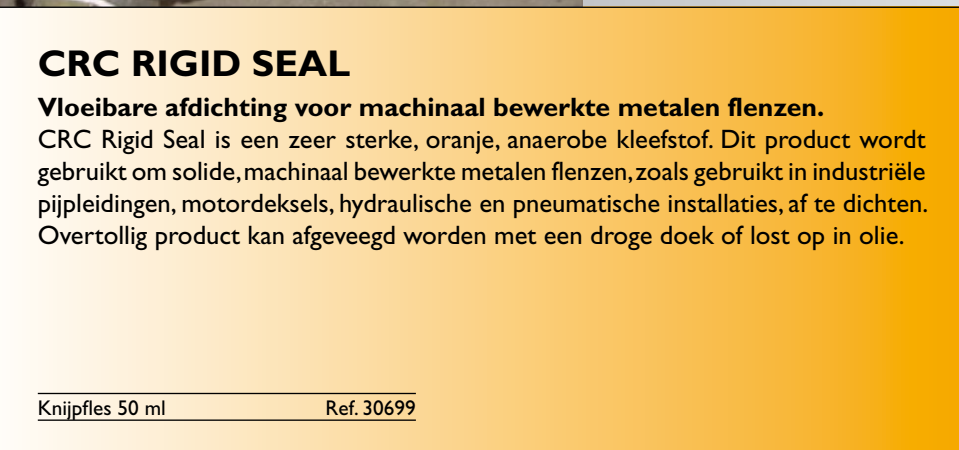 CRC RIGID SEAL
Vloeibare afdichting voor machinaal bewerkte metalen flenzen.
CRC Rigid Seal is een zeer sterke, oranje, anaerobe kleefstof. Dit product wordt
gebruikt om solide, machinaal bewerkte metalen flenzen, zoals gebruikt in industriële
pijpleidingen, motordeksels, hydraulische en pneumatische installaties, af te dichten.
Overtollig product kan afgeveegd worden met een droge doek of lost op in olie.
Knijpfles 50 ml Ref. 30699